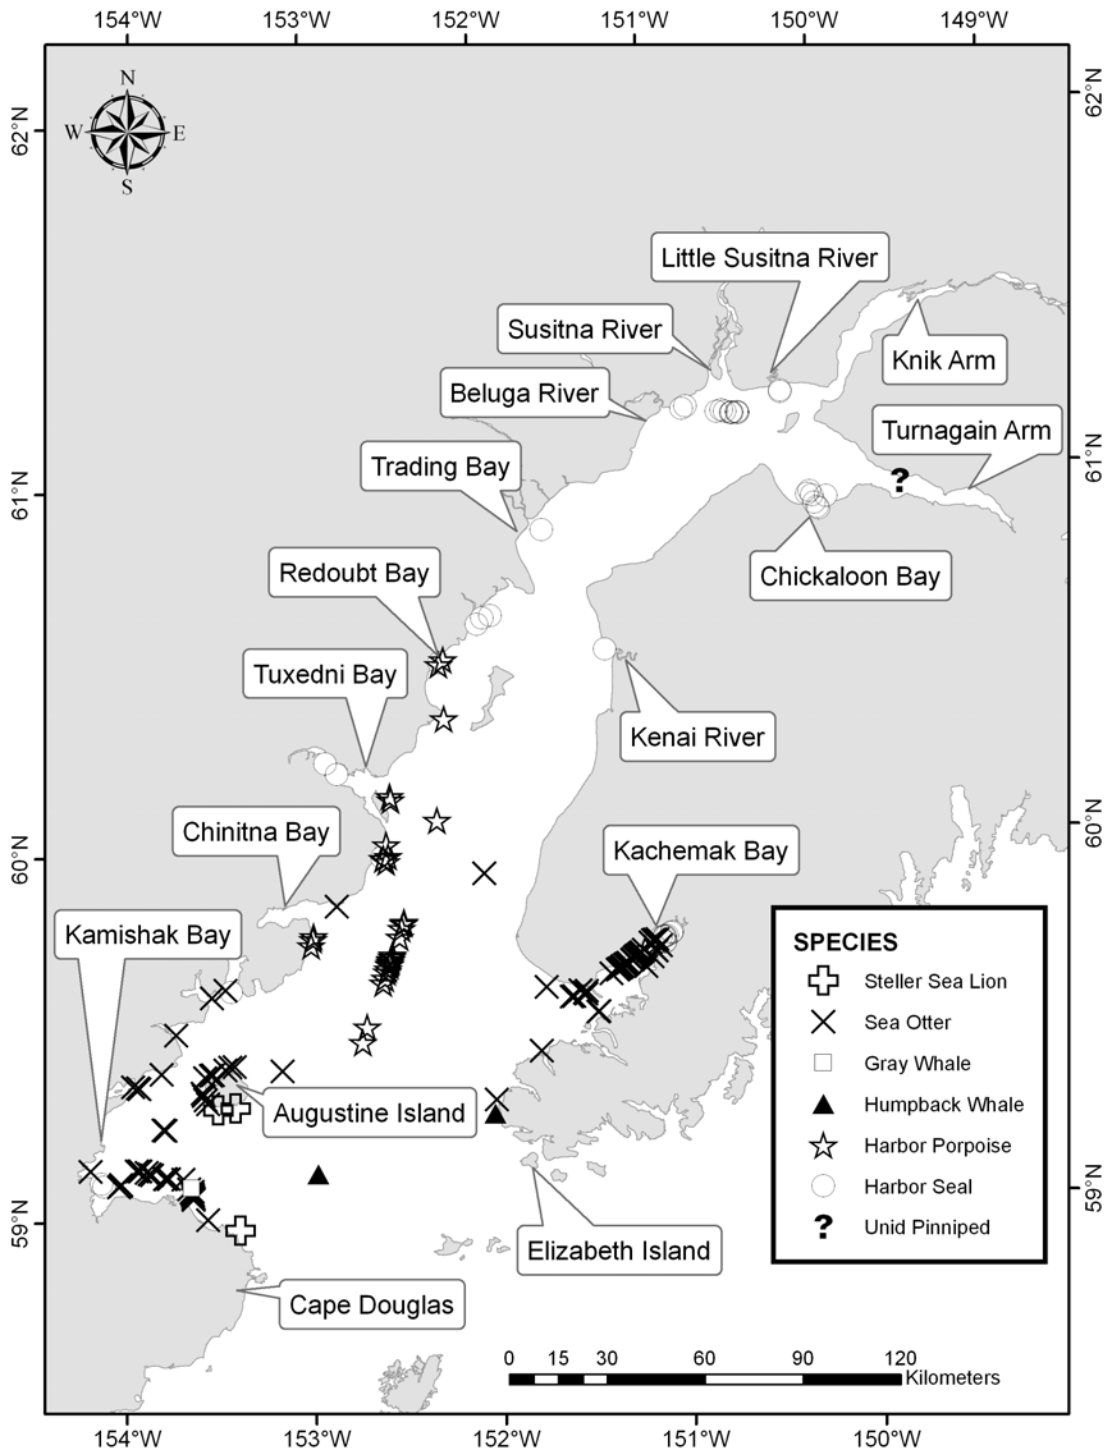 154°W 153°W 152°W 151°W 150°W 149°W
N
W E
S
62°N
62°N
Little Susitna River
Susitna River
Knik Arm
Beluga River
Turnagain Arm
Trading Bay
61°N
61°N
?
Redoubt Bay
Chickaloon Bay
Tuxedni Bay
Kenai River
Chinitna Bay
60°N
60°N
Kachemak Bay
Kamishak Bay
SPECIES
Steller Sea Lion
Sea Otter
Gray Whale
Humpback Whale
Harbor Porpoise
Harbor Seal
? Unid Pinniped
Augustine Island
59°N
59°N
Elizabeth Island
Cape Douglas
0 15 30 60 90 120
Kilometers
154°W 153°W 152°W 151°W 150°W